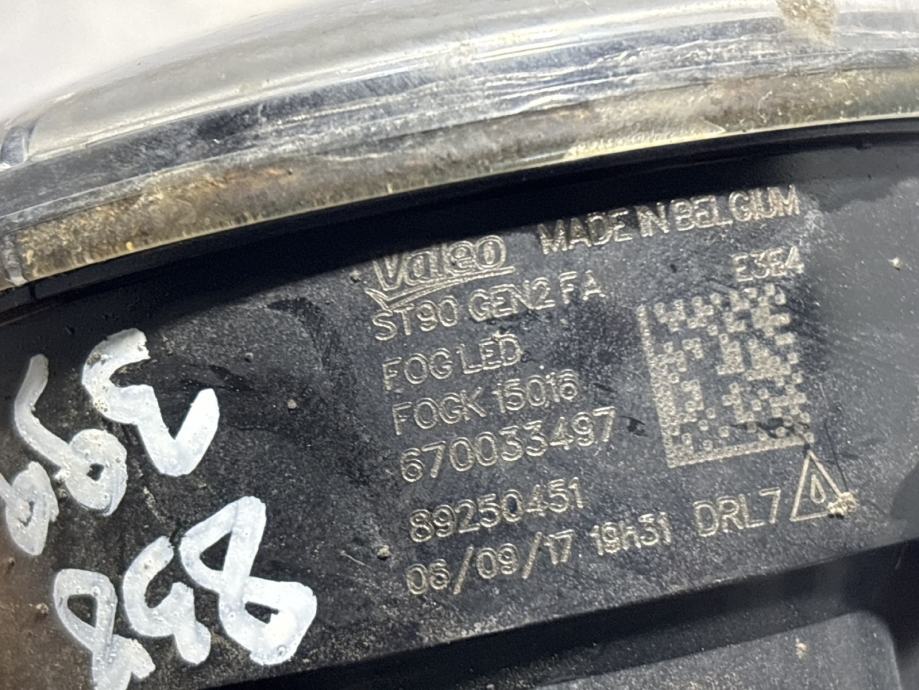 Valeo MADE IN BELGIUM
E3E4
ST90 GEN2 FA
FOG LED
FOGK 15016
670033497
89250451
06/09/17 19h31 DRL7